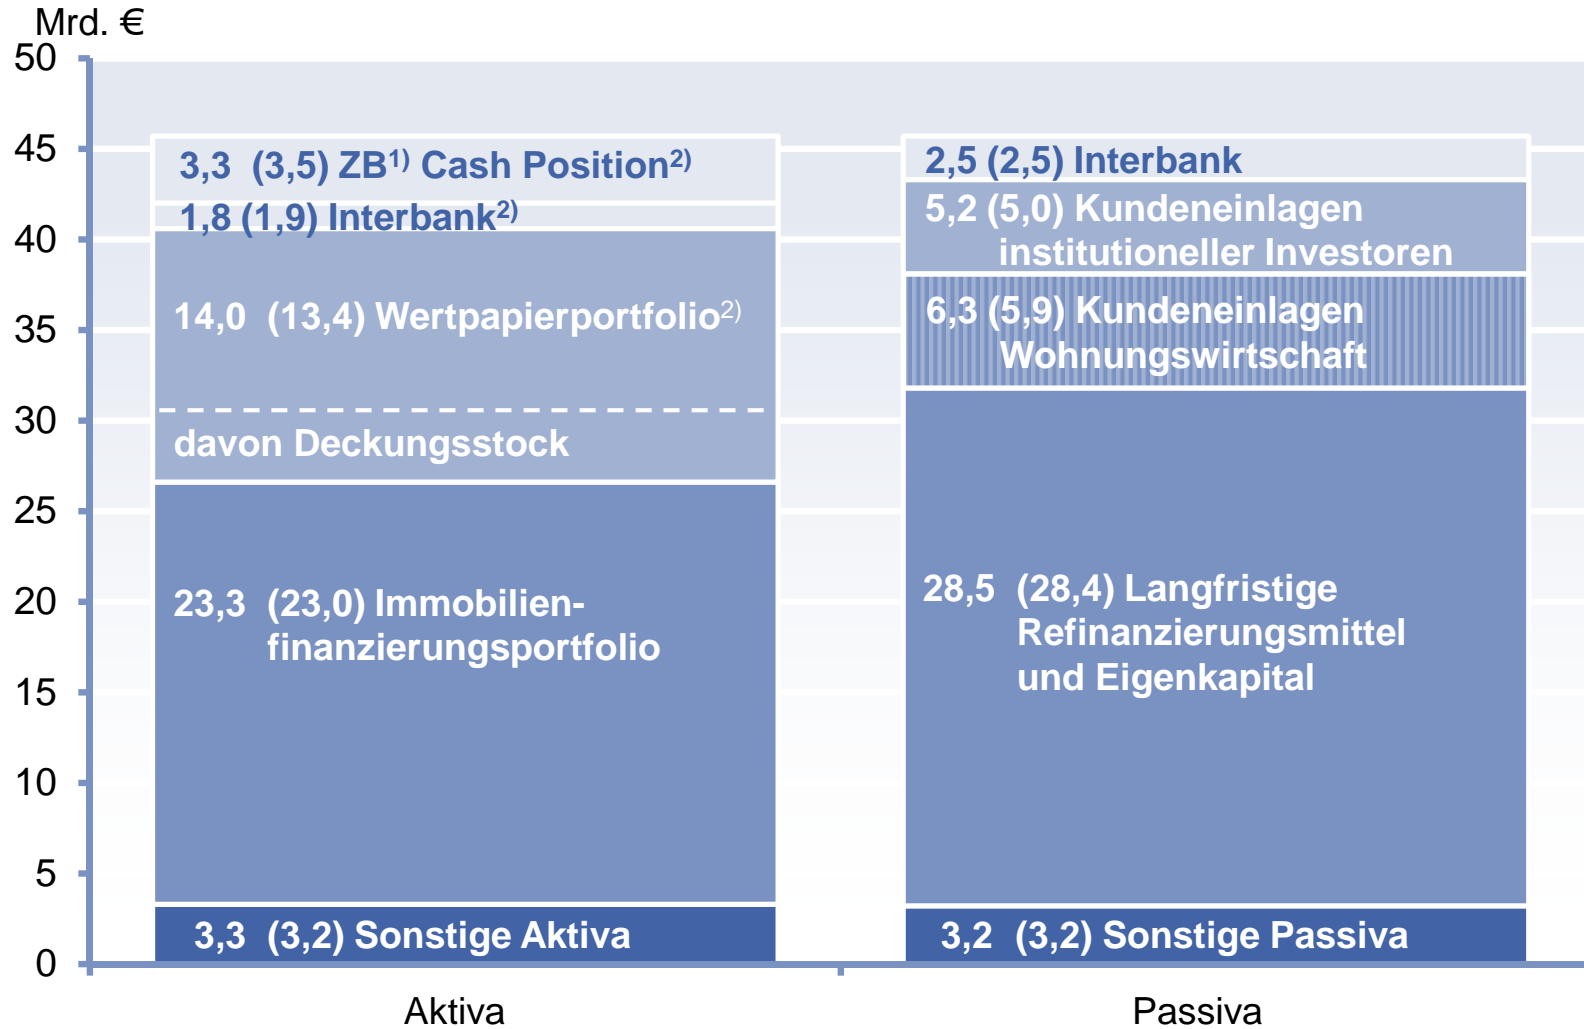 Mrd. €
50
45
40
35
30
25
20
15
10
5
0
3,3 (3,5) ZB1) Cash Position2)
1,8 (1,9) Interbank2)
14,0 (13,4) Wertpapierportfolio2)
davon Deckungsstock
23,3 (23,0) Immobilien-
finanzierungsportfolio
3,3 (3,2) Sonstige Aktiva
2,5 (2,5) Interbank
5,2 (5,0) Kundeneinlagen
institutioneller Investoren
6,3 (5,9) Kundeneinlagen
Wohnungswirtschaft
28,5 (28,4) Langfristige
Refinanzierungsmittel
und Eigenkapital
3,2 (3,2) Sonstige Passiva
Aktiva
Passiva